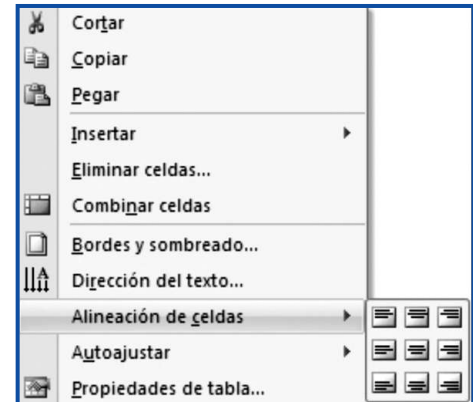 Cortar
Copiar
Pegar
Insertar
Eliminar celdas...
Combinar celdas
Bordes y sombreado...
Dirección del texto...
Alineación de celdas
Autoajustar
Propiedades de tabla...